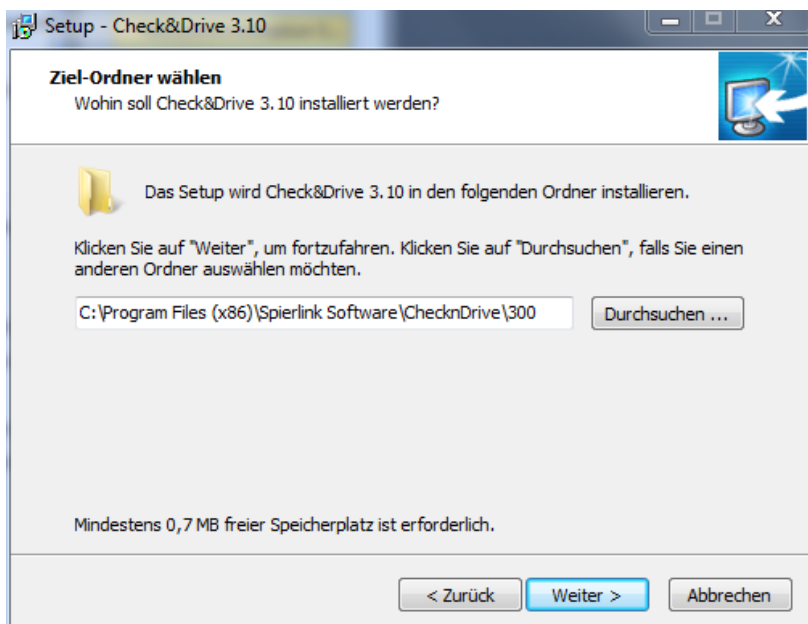 Setup - Check&Drive 3.10
Ziel-Ordner wählen
Wohin soll Check&Drive 3.10 installiert werden?
Das Setup wird Check&Drive 3.10 in den folgenden Ordner installieren.
Klicken Sie auf "Weiter", um fortzufahren. Klicken Sie auf "Durchsuchen", falls Sie einen
anderen Ordner auswählen möchten.
C:\Program Files (x86)\Spierlink Software\ChecknDrive\300
Durchsuchen ...
Mindestens 0,7 MB freier Speicherplatz ist erforderlich.
< Zurück
Weiter >
Abbrechen